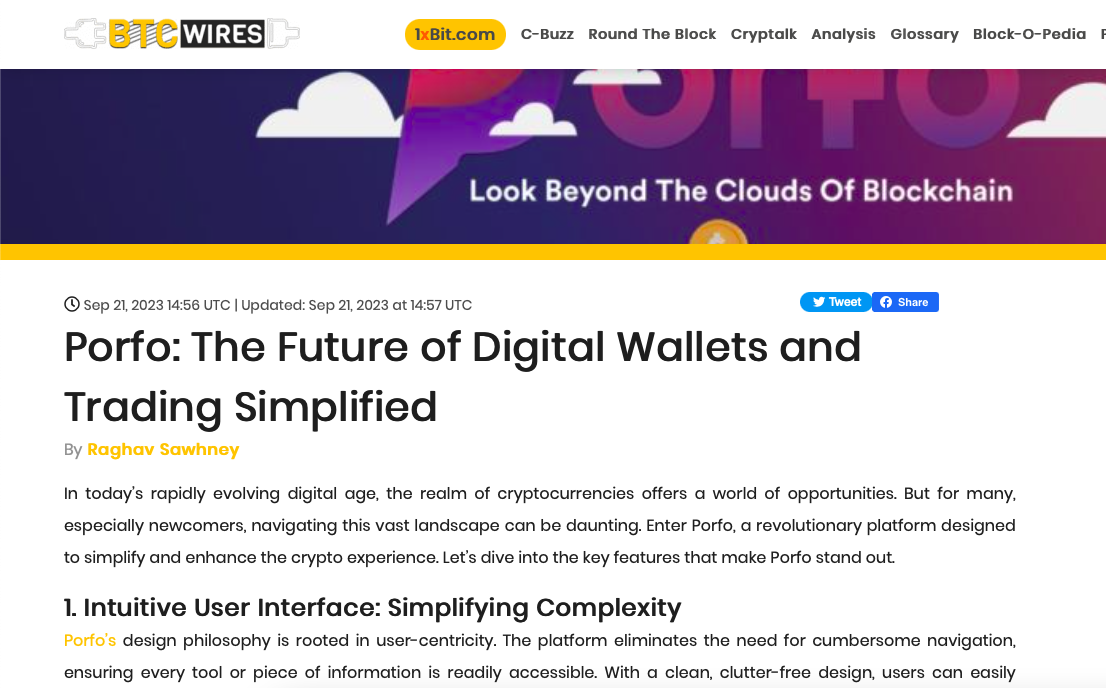 BTC WIRES
1xBit.com C-Buzz Round The Block Cryptalk Analysis Glossary Block-O-Pedia
Porfo
Look Beyond The Clouds Of Blockchain
Sep 21, 2023 14:56 UTC | Updated: Sep 21, 2023 at 14:57 UTC
Tweet Share
Porfo: The Future of Digital Wallets and
Trading Simplified
By Raghav Sawhney
In today's rapidly evolving digital age, the realm of cryptocurrencies offers a world of opportunities. But for many,
especially newcomers, navigating this vast landscape can be daunting. Enter Porfo, a revolutionary platform designed
to simplify and enhance the crypto experience. Let's dive into the key features that make Porfo stand out.
1. Intuitive User Interface: Simplifying Complexity
Porfo's design philosophy is rooted in user-centricity. The platform eliminates the need for cumbersome navigation,
ensuring every tool or piece of information is readily accessible. With a clean, clutter-free design, users can easily